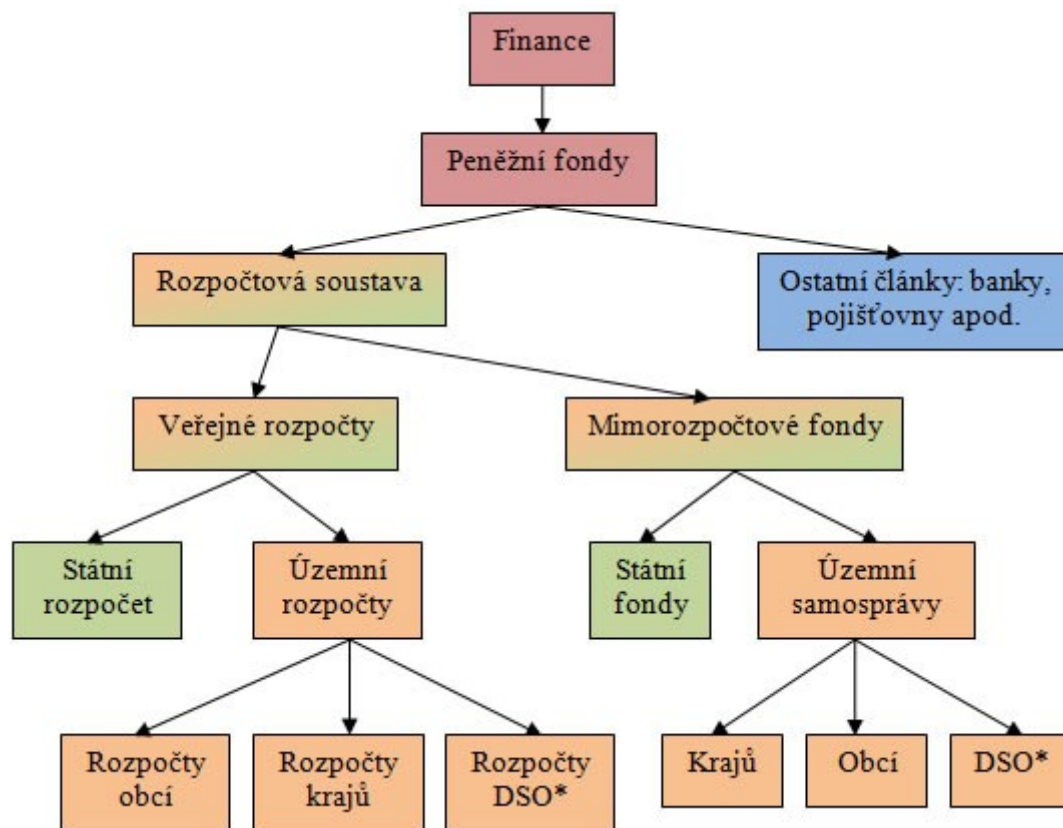 Finance
Peněžní fondy
Rozpočtová soustava
Ostatní články: banky,
pojišťovny apod.
Veřejné rozpočty
Mimorozpočtové fondy
Státní
rozpočet
Územní
rozpočty
Státní
fondy
Územní
samosprávy
Rozpočty
obcí
Rozpočty
krajů
Rozpočty
DSO*
Krajů
Obcí
DSO*